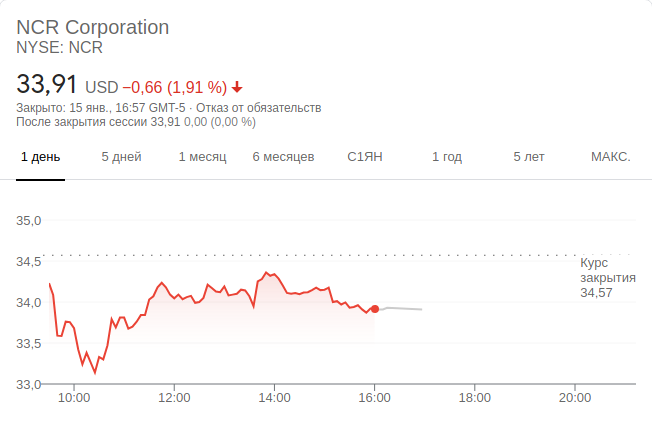 NCR Corporation
NYSE: NCR
33,91 USD −0,66 (1,91 %)
Закрыто: 15 янв., 16:57 GMT-5 · Отказ от обязательств
После закрытия сессии 33,91 0,00 (0,00 %)
1 день 5 дней 1 месяц 6 месяцев С1ЯН 1 год 5 лет МАКС.
35,0
34,5
Курс
закрытия
34,57
34,0
33,5
33,0
10:00 12:00 14:00 16:00 18:00 20:00